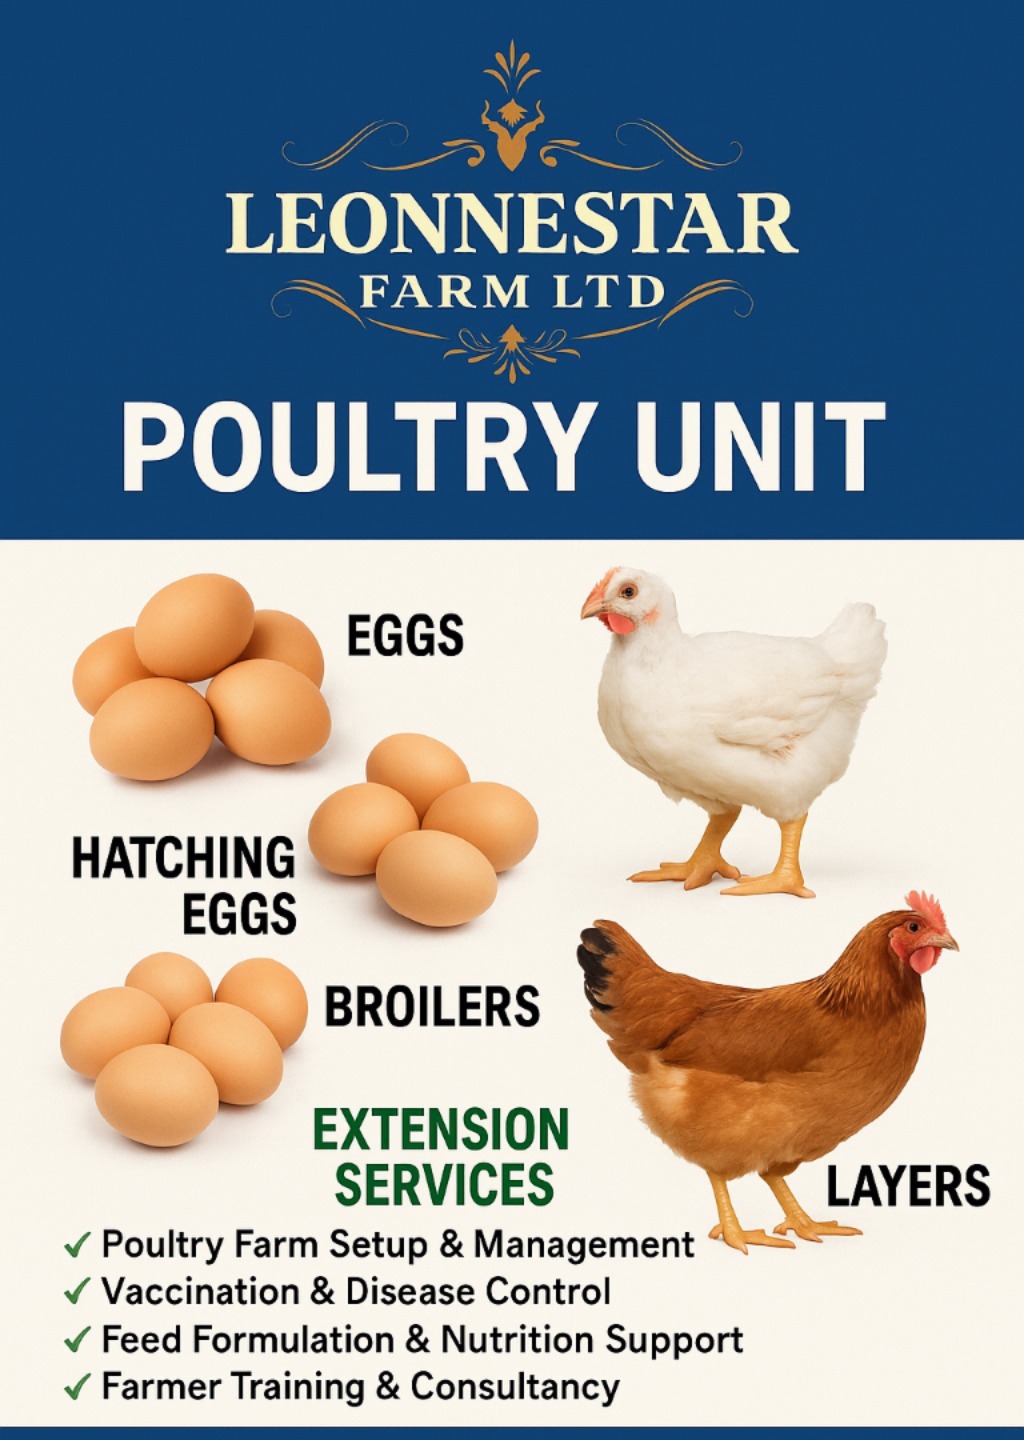 LEONNESTAR
FARM LTD
POULTRY UNIT
EGGS
HATCHING
EGGS
BROILERS
EXTENSION
SERVICES
LAYERS
✓ Poultry Farm Setup & Management
✓ Vaccination & Disease Control
✓ Feed Formulation & Nutrition Support
✓ Farmer Training & Consultancy